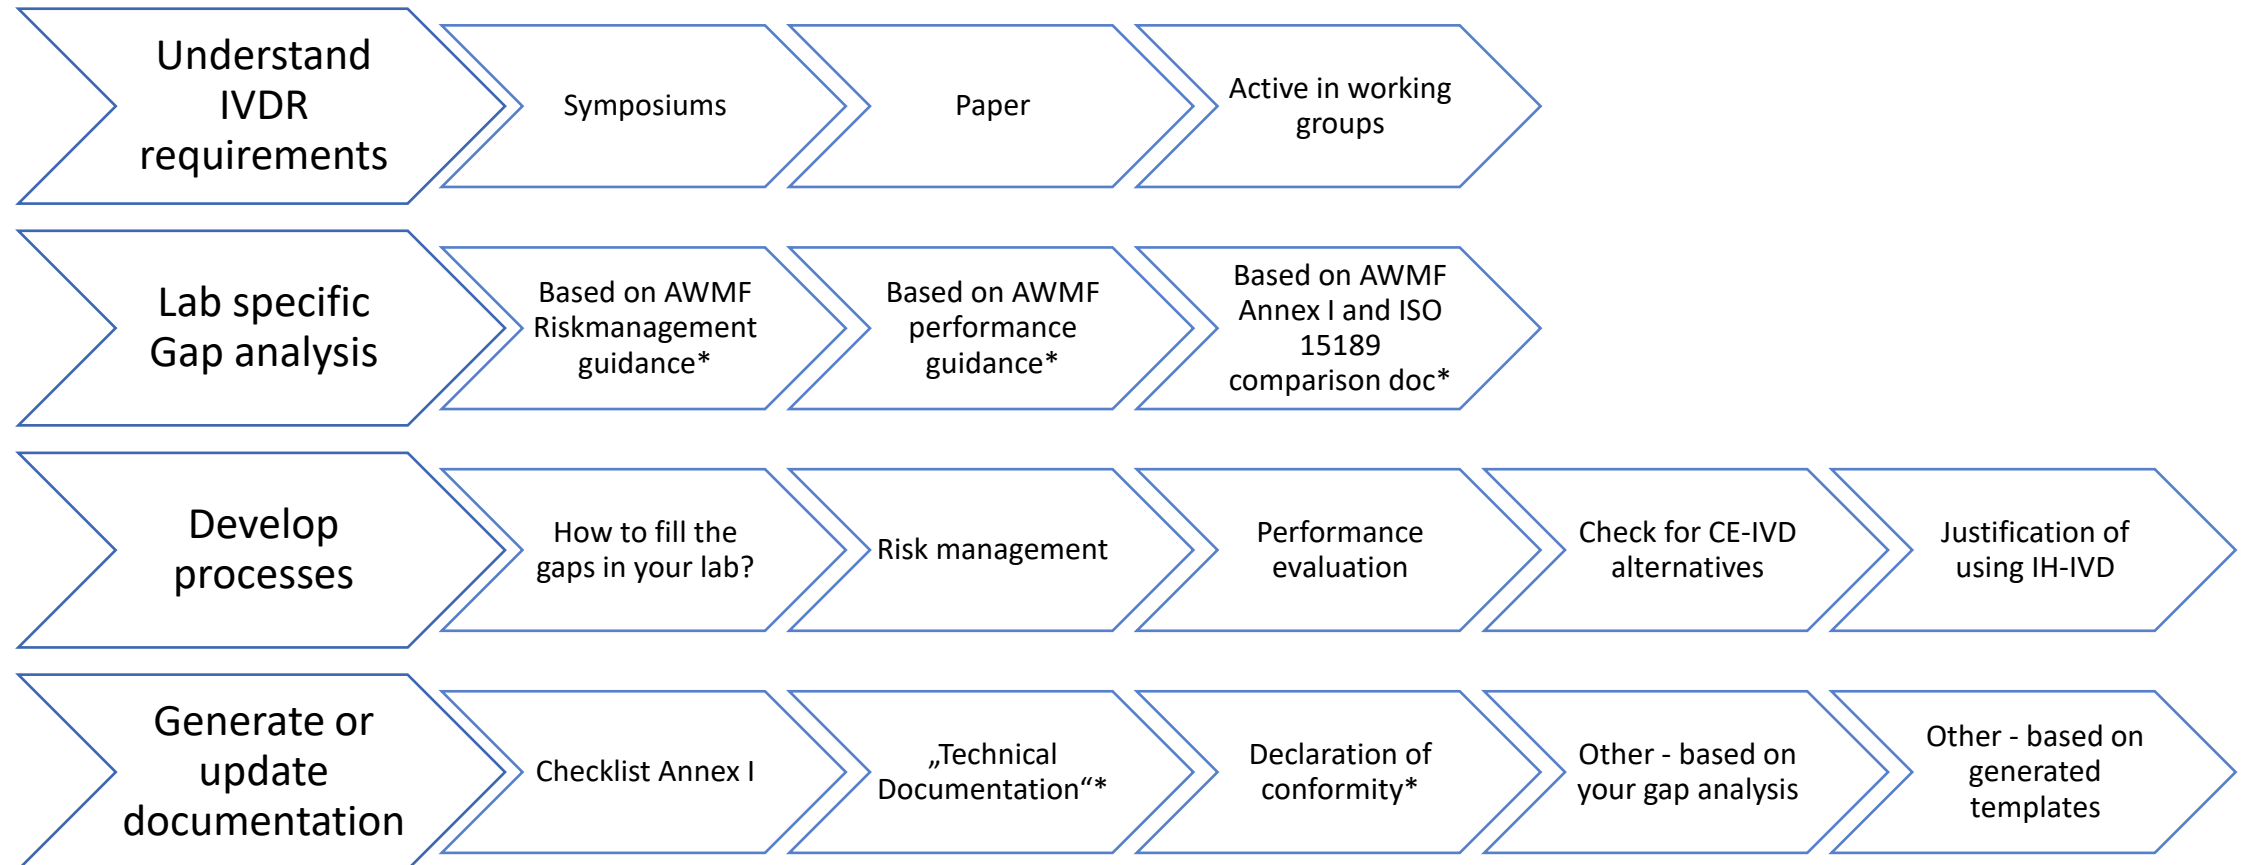 Understand
IVDR
requirements
Symposiums
Paper
Active in working
groups
Lab specific
Gap analysis
Based on AWMF
Riskmanagement
guidance*
Based on AWMF
performance
guidance*
Based on AWMF
Annex I and ISO
15189
comparison doc*
Develop
processes
How to fill the
gaps in your lab?
Risk management
Performance
evaluation
Check for CE-IVD
alternatives
Justification of
using IH-IVD
Generate or
update
documentation
Checklist Annex I
„Technical
Documentation“*
Declaration of
conformity*
Other - based on
your gap analysis
Other - based on
generated
templates